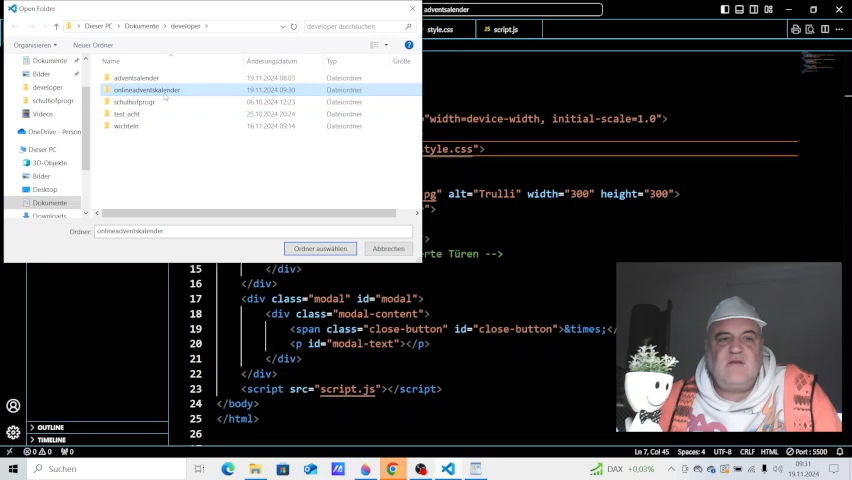 Open Folder
adventsalender
Dieser PC > Dokumente > developer >
developer durchsuchen
style.css
script.js
Organisieren
Neuer Ordner
Name
Änderungsdatum
Typ
Größe
Dokumente
Bilder
developer
schulhofprogr
Videos
OneDrive - Person
Dieser PC
3D-Objekte
Bilder
Desktop
Dokumente
Downloads
adventsalender 19.11.2024 08:03 Dateiordner
onlineadventskalender 19.11.2024 09:30 Dateiordner
schulhofprogr 06.10.2024 12:23 Dateiordner
test_acht 25.10.2024 20:24 Dateiordner
wichteln 16.11.2024 09:14 Dateiordner
Ordner: onlineadventskalender
Ordner auswählen
Abbrechen
"width=device-width, initial-scale=1.0">
style.css">
pg" alt="Trulli" width="300" height="300">
">
>
erte Türen -->
15 </div>
16 </div>
17 <div class="modal" id="modal">
18 <div class="modal-content">
19 <span class="close-button" id="close-button">&times;</
20 <p id="modal-text"></p>
21 </div>
22 </div>
23 <script src="script.js"></script>
24 </body>
25 </html>
26
OUTLINE
TIMELINE
0 0 0
Ln 7, Col 45
Spaces: 4
UTF-8
CRLF
HTML
Port : 5500
Suchen
DAX +0,03%
09:31
19.11.2024